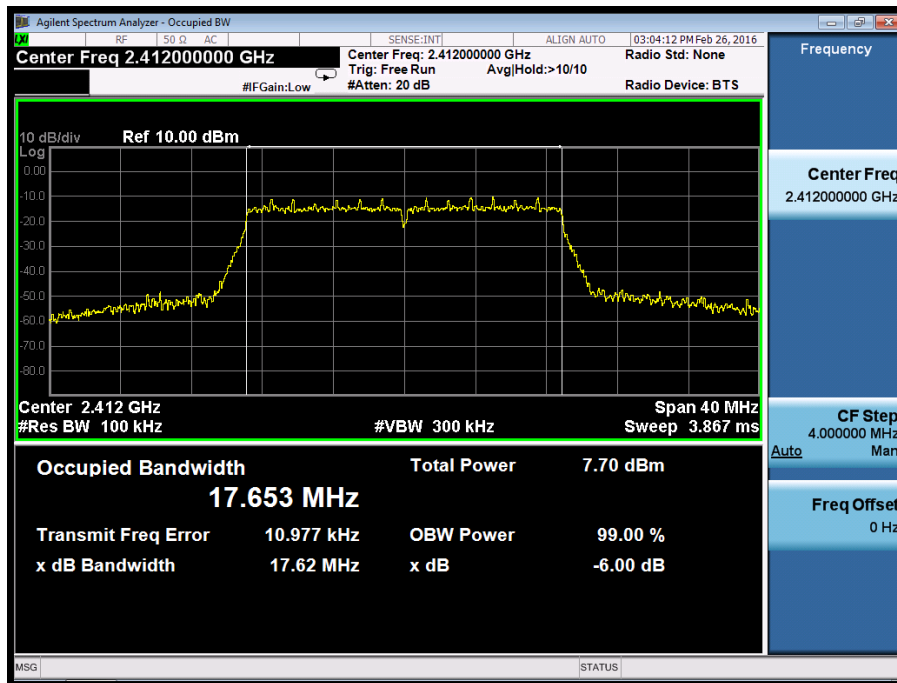 Agilent Spectrum Analyzer - Occupied BW
LXI RF 50 Ω AC SENSE:INT ALIGN AUTO 03:04:12 PM Feb 26, 2016
Center Freq 2.412000000 GHz
Center Freq: 2.412000000 GHz
Radio Std: None
Trig: Free Run Avg|Hold:>10/10
#IFGain:Low
#Atten: 20 dB
Radio Device: BTS
10 dB/div Ref 10.00 dBm
Log
0.00
-10.0
-20.0
-30.0
-40.0
-50.0
-60.0
-70.0
-80.0
Center 2.412 GHz
Span 40 MHz
#Res BW 100 kHz
#VBW 300 kHz
Sweep 3.867 ms
Occupied Bandwidth
Total Power 7.70 dBm
17.653 MHz
Transmit Freq Error 10.977 kHz OBW Power 99.00 %
x dB Bandwidth 17.62 MHz x dB -6.00 dB
MSG STATUS
Frequency
Center Freq
2.412000000 GHz
CF Step
4.000000 MHz
Auto Man
Freq Offset
0 Hz